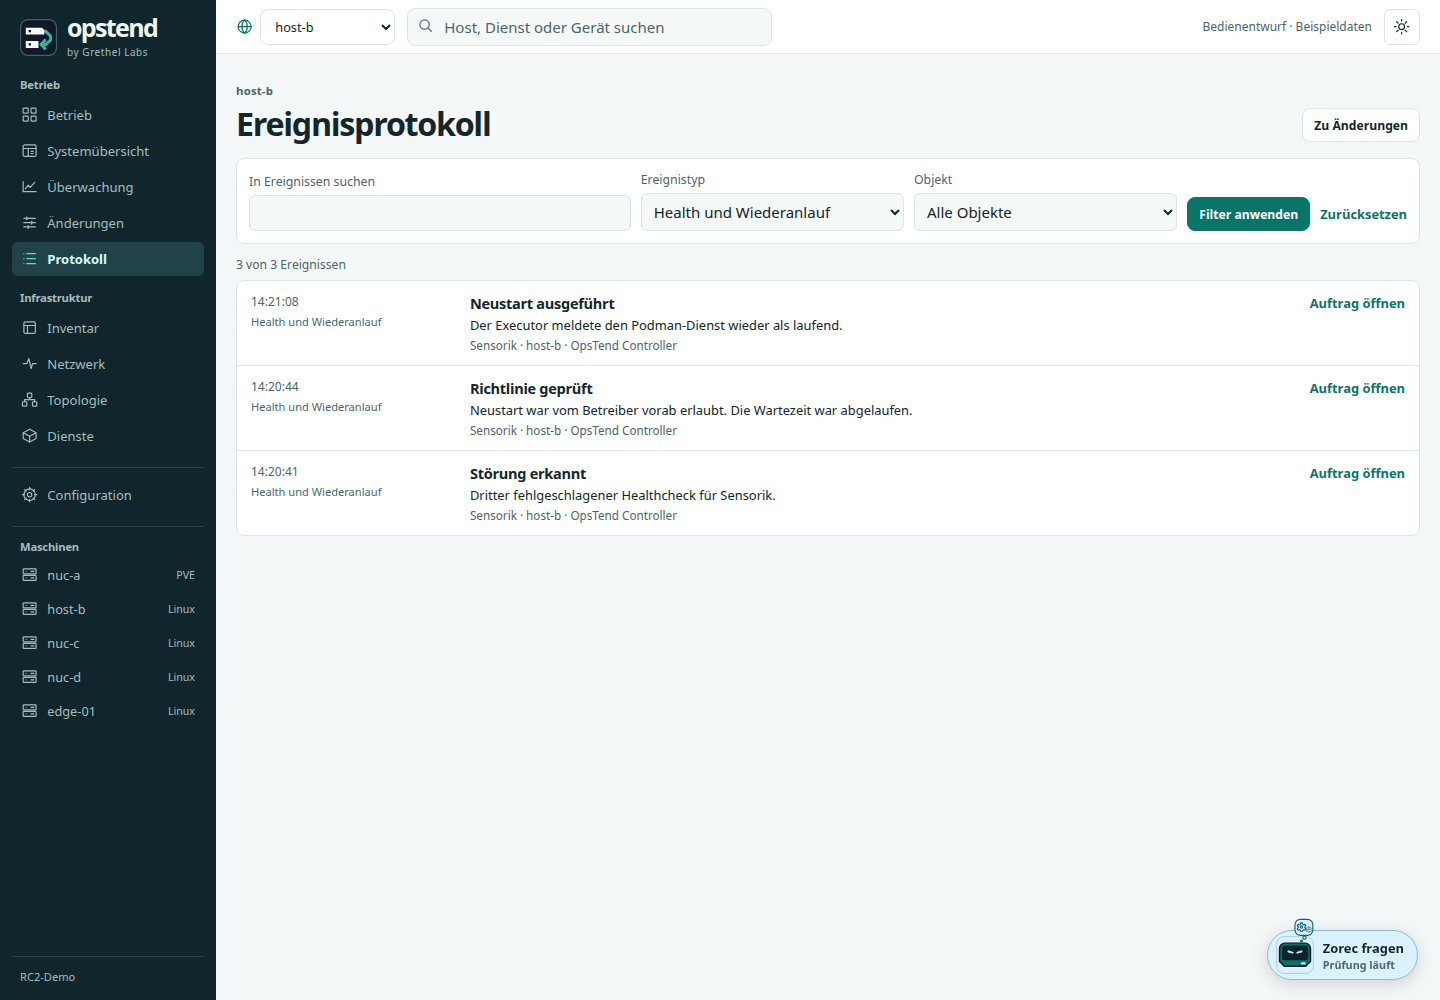 opstend
by Grethel Labs
Betrieb
Betrieb
Systemübersicht
Überwachung
Änderungen
Protokoll
Infrastruktur
Inventar
Netzwerk
Topologie
Dienste
Configuration
Maschinen
nuc-a PVE
host-b Linux
nuc-c Linux
nuc-d Linux
edge-01 Linux
RC2-Demo
host-b
Host, Dienst oder Gerät suchen
Bedienentwurf · Beispieldaten
host-b
Ereignisprotokoll
Zu Änderungen
In Ereignissen suchen
Ereignistyp
Health und Wiederanlauf
Objekt
Alle Objekte
Filter anwenden
Zurücksetzen
3 von 3 Ereignissen
14:21:08
Health und Wiederanlauf
Neustart ausgeführt
Der Executor meldete den Podman-Dienst wieder als laufend.
Sensorik · host-b · OpsTend Controller
Auftrag öffnen
14:20:44
Health und Wiederanlauf
Richtlinie geprüft
Neustart war vom Betreiber vorab erlaubt. Die Wartezeit war abgelaufen.
Sensorik · host-b · OpsTend Controller
Auftrag öffnen
14:20:41
Health und Wiederanlauf
Störung erkannt
Dritter fehlgeschlagener Healthcheck für Sensorik.
Sensorik · host-b · OpsTend Controller
Auftrag öffnen
Zorec fragen
Prüfung läuft